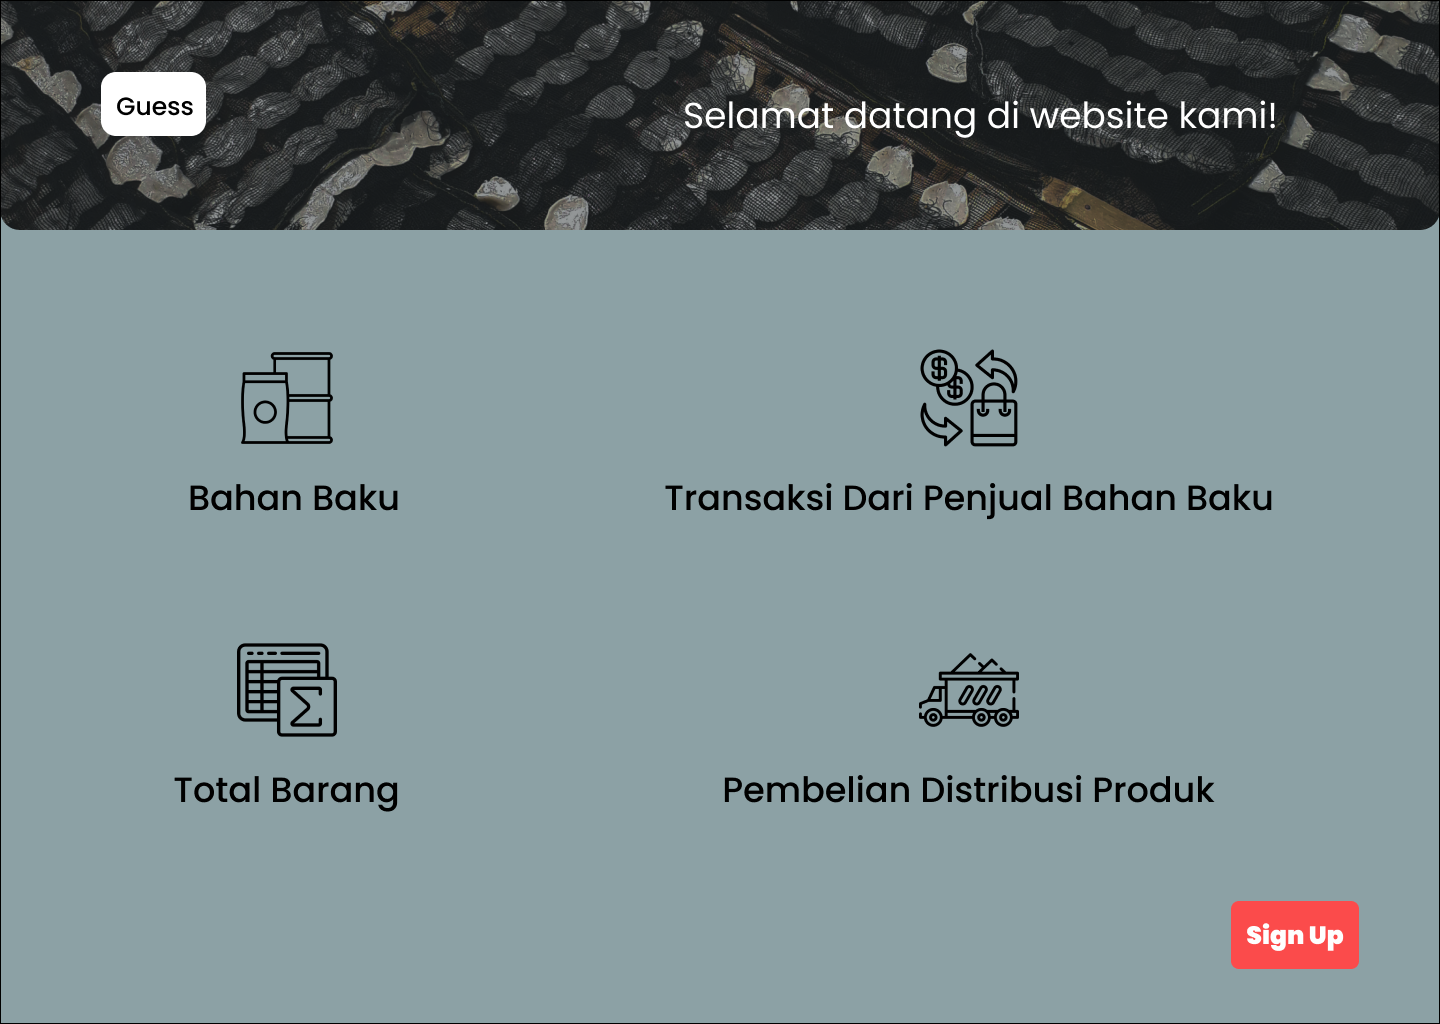 Guess
Selamat datang di website kami!
Bahan Baku
Transaksi Dari Penjual Bahan Baku
Total Barang
Pembelian Distribusi Produk
Sign Up